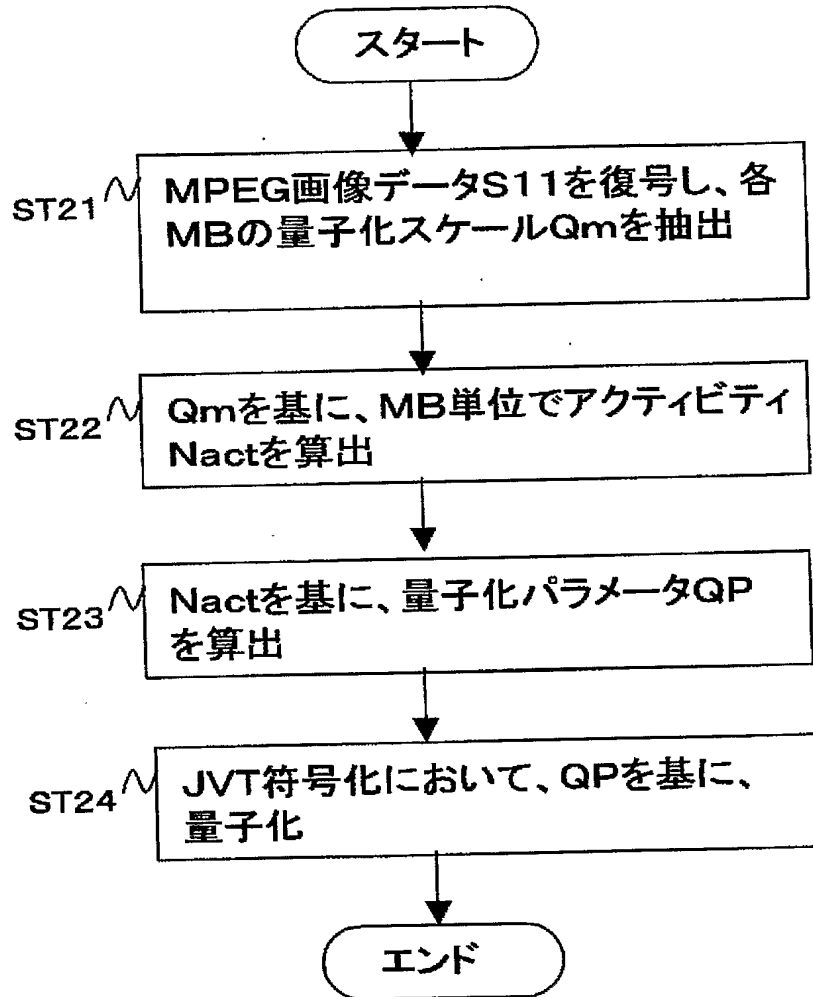 スタート
ST21
MPEG画像データS11を復号し、各
MBの量子化スケールQmを抽出
ST22
Qmを基に、MB単位でアクティビティ
Nactを算出
ST23
Nactを基に、量子化パラメータQP
を算出
ST24
JVT符号化において、QPを基に、
量子化
エンド